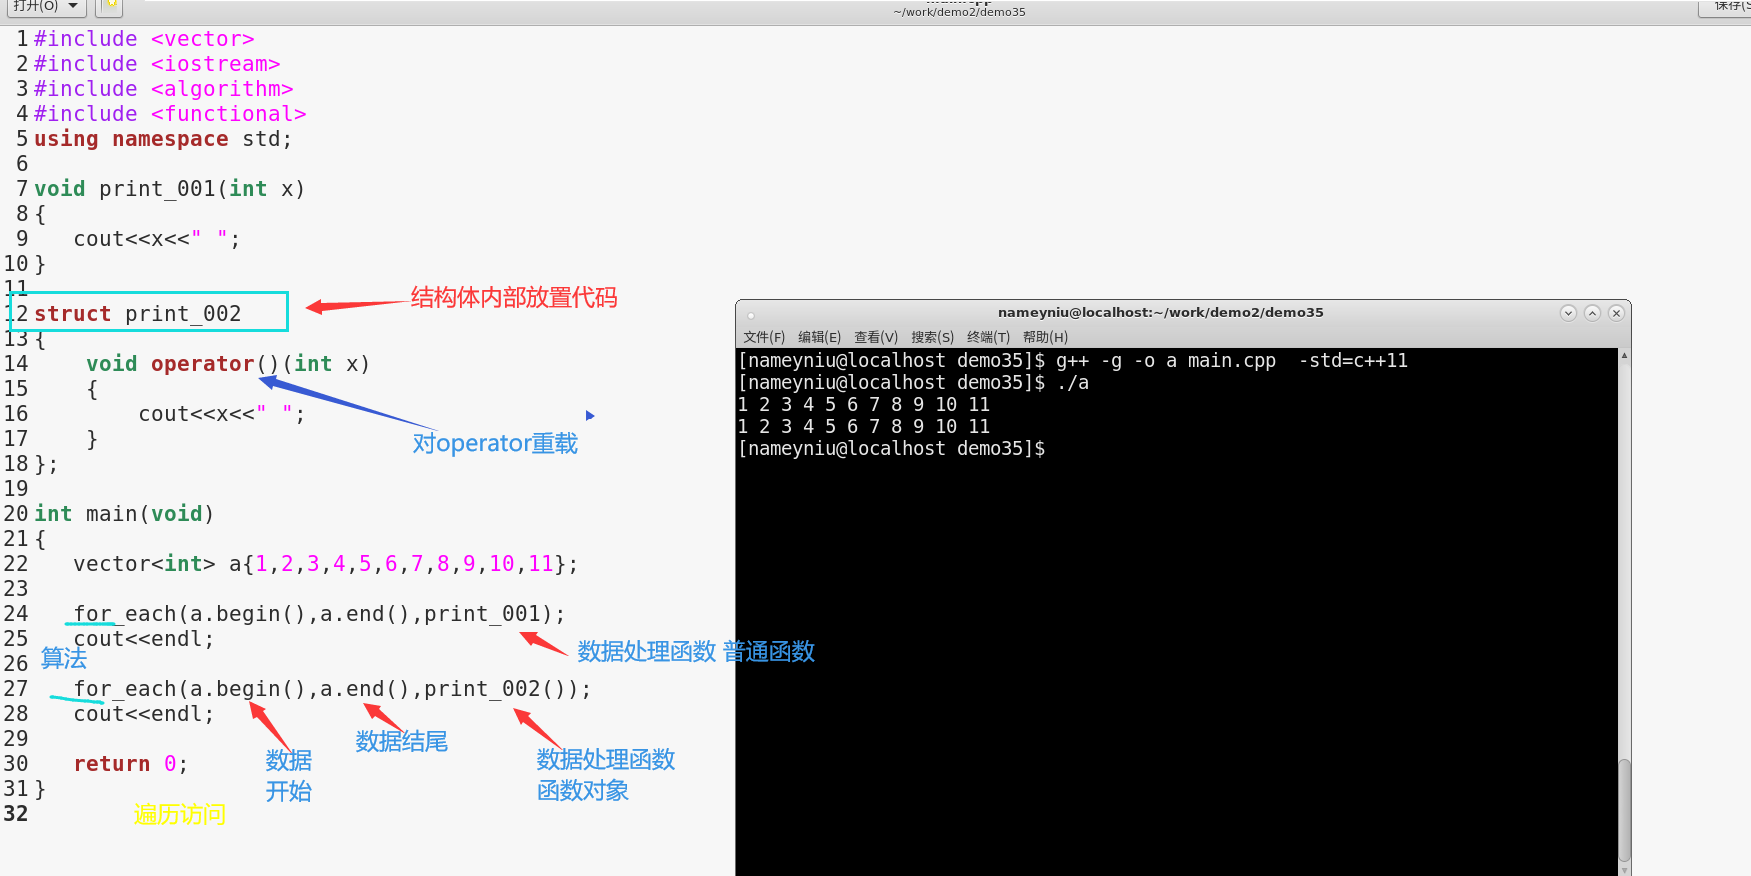 打开(O)
~/work/demo2/demo35
1 #include <vector>
2 #include <iostream>
3 #include <algorithm>
4 #include <functional>
5 using namespace std;
6
7 void print_001(int x)
8 {
9    cout<<x<<" ";
10 }
11
结构体内部放置代码
12 struct print_002
13 {
14     void operator()(int x)
15     {
16         cout<<x<<" ";
17     }
对operator重载
18 };
19
20 int main(void)
21 {
22    vector<int> a{1,2,3,4,5,6,7,8,9,10,11};
23
24    for_each(a.begin(),a.end(),print_001);
25    cout<<endl;
数据处理函数 普通函数
26
算法
27    for_each(a.begin(),a.end(),print_002());
28    cout<<endl;
29
数据结尾
30    return 0;
数据
开始
数据处理函数
函数对象
31 }
32
遍历访问
nameyniu@localhost:~/work/demo2/demo35
文件(F) 编辑(E) 查看(V) 搜索(S) 终端(T) 帮助(H)
[nameyniu@localhost demo35]$ g++ -g -o a main.cpp  -std=c++11
[nameyniu@localhost demo35]$ ./a
1 2 3 4 5 6 7 8 9 10 11
1 2 3 4 5 6 7 8 9 10 11
[nameyniu@localhost demo35]$